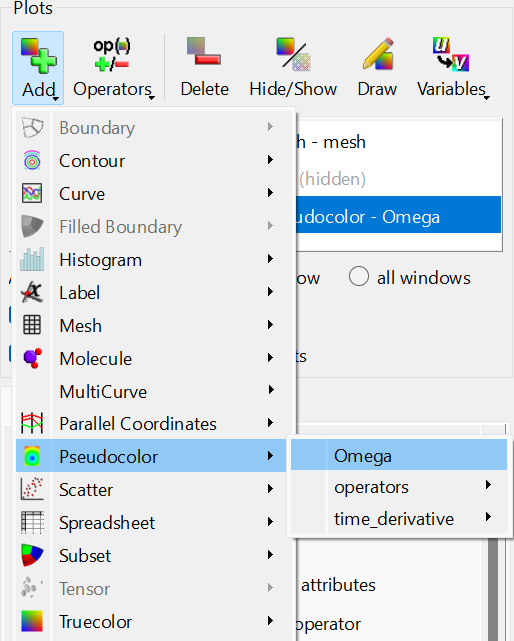 Plots
op(·)
+/-
U
V
Add
Operators
Delete
Hide/Show
Draw
Variables
Boundary
h - mesh
Contour
(hidden)
Curve
udocolor - Omega
Filled Boundary
Histogram
ow
all windows
Label
Mesh
Molecule
ts
MultiCurve
Parallel Coordinates
Pseudocolor
Omega
Scatter
operators
Spreadsheet
time_derivative
Subset
Tensor
attributes
Truecolor
operator